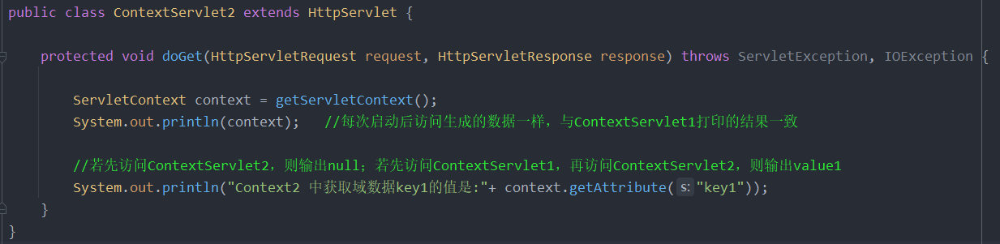 public class ContextServlet2 extends HttpServlet {
protected void doGet(HttpServletRequest request, HttpServletResponse response) throws ServletException, IOException {
ServletContext context = getServletContext();
System.out.println(context);   //每次启动后访问生成的数据一样，与ContextServlet1打印的结果一致
//若先访问ContextServlet2，则输出null；若先访问ContextServlet1，再访问ContextServlet2，则输出value1
System.out.println("Context2 中获取域数据key1的值是:"+ context.getAttribute( s: "key1"));
}
}